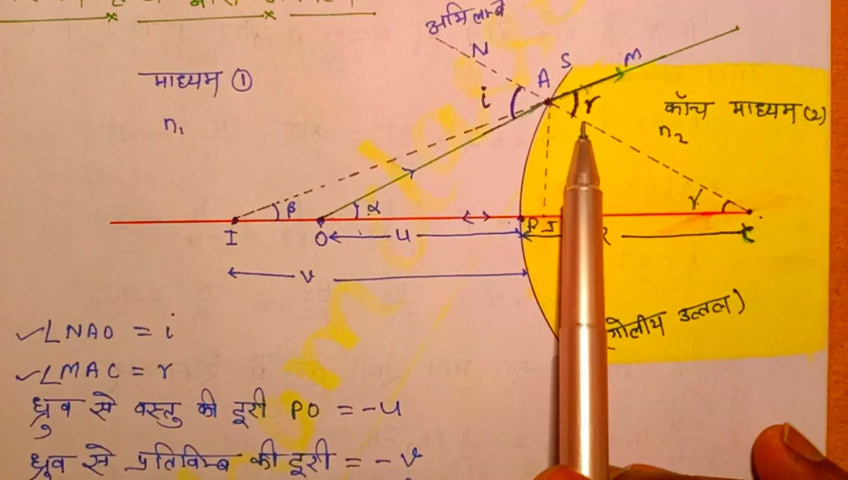 अभिलम्ब
N
S
A
M
माध्यम ①
i
r
काँच माध्यम (2)
n₁
n₂
β
α
γ
I
O
u
P
R
C
v
गोलीय उत्तल)
✓∠NAO = i
✓∠MAC = r
ध्रुव से वस्तु की दूरी PO = -u
ध्रुव से प्रतिबिम्ब की दूरी = -v